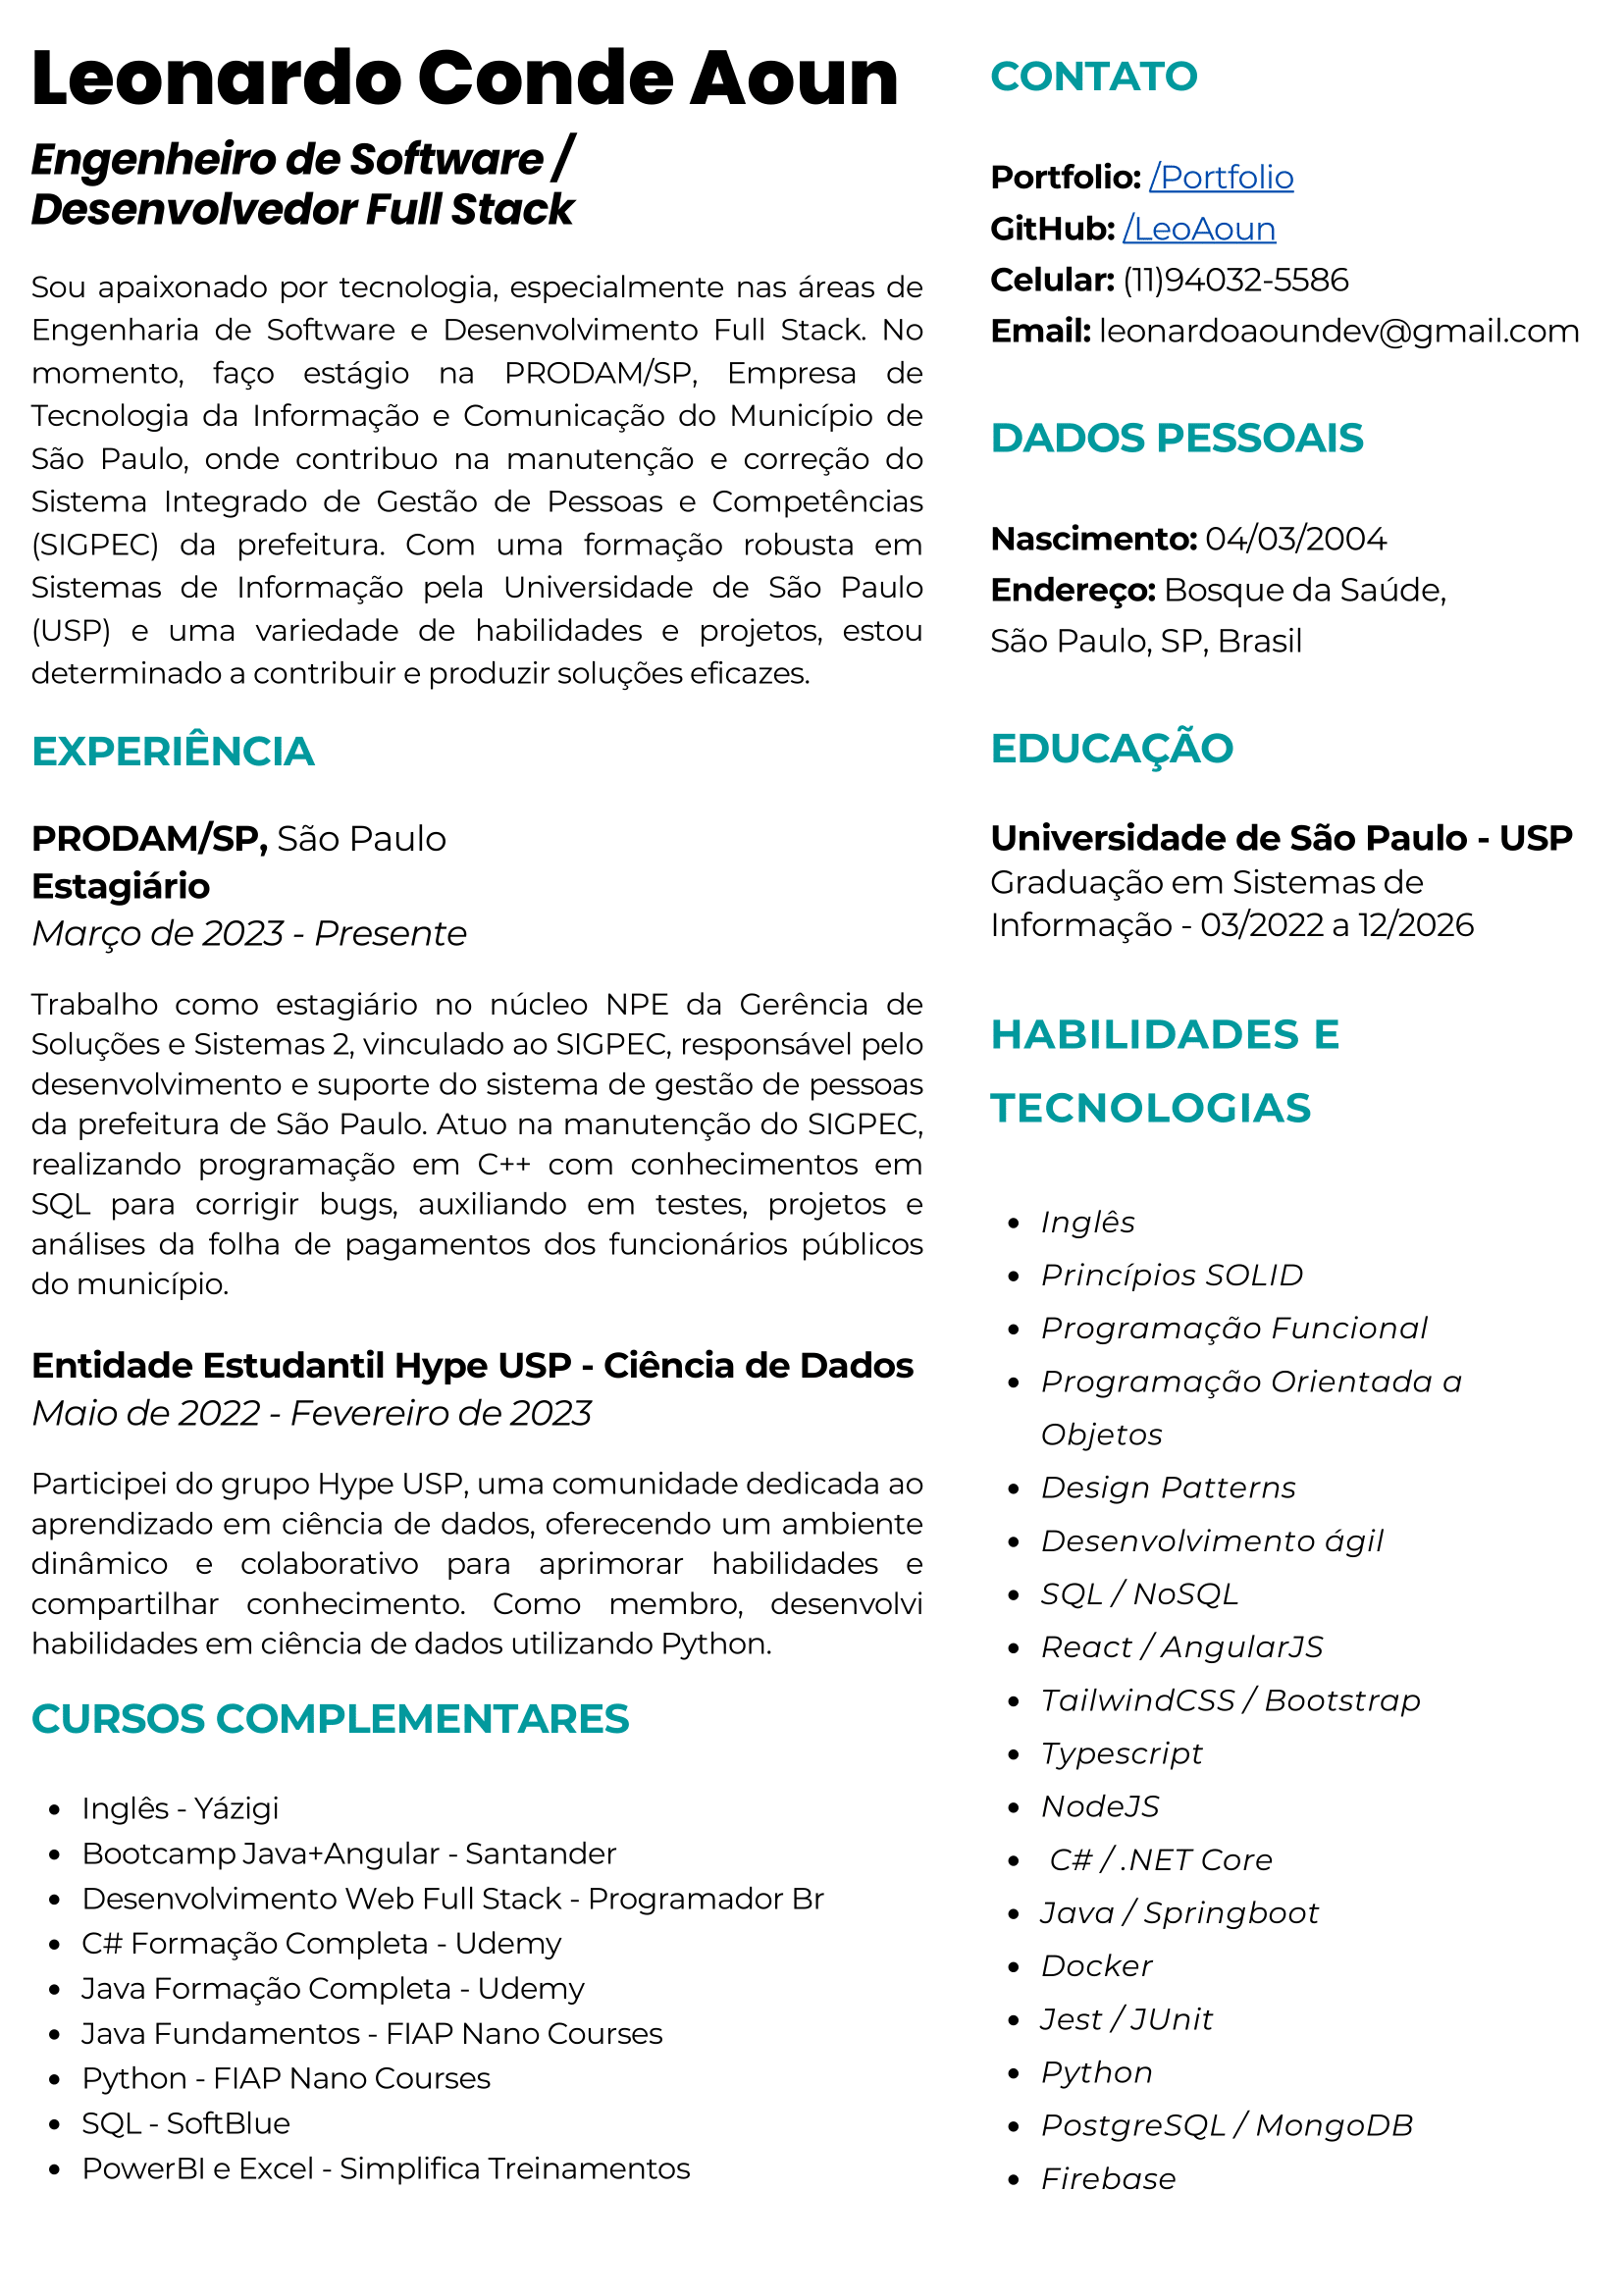 Leonardo Conde Aoun
Engenheiro de Software /
Desenvolvedor Full Stack
Sou apaixonado por tecnologia, especialmente nas áreas de
Engenharia de Software e Desenvolvimento Full Stack. No
momento, faço estágio na PRODAM/SP, Empresa de
Tecnologia da Informação e Comunicação do Município de
São Paulo, onde contribuo na manutenção e correção do
Sistema Integrado de Gestão de Pessoas e Competências
(SIGPEC) da prefeitura. Com uma formação robusta em
Sistemas de Informação pela Universidade de São Paulo
(USP) e uma variedade de habilidades e projetos, estou
determinado a contribuir e produzir soluções eficazes.
EXPERIÊNCIA
PRODAM/SP, São Paulo
Estagiário
Março de 2023 - Presente
Trabalho como estagiário no núcleo NPE da Gerência de
Soluções e Sistemas 2, vinculado ao SIGPEC, responsável pelo
desenvolvimento e suporte do sistema de gestão de pessoas
da prefeitura de São Paulo. Atuo na manutenção do SIGPEC,
realizando programação em C++ com conhecimentos em
SQL para corrigir bugs, auxiliando em testes, projetos e
análises da folha de pagamentos dos funcionários públicos
do município.
Entidade Estudantil Hype USP - Ciência de Dados
Maio de 2022 - Fevereiro de 2023
Participei do grupo Hype USP, uma comunidade dedicada ao
aprendizado em ciência de dados, oferecendo um ambiente
dinâmico e colaborativo para aprimorar habilidades e
compartilhar conhecimento. Como membro, desenvolvi
habilidades em ciência de dados utilizando Python.
CURSOS COMPLEMENTARES
• Inglês - Yázigi
• Bootcamp Java+Angular - Santander
• Desenvolvimento Web Full Stack - Programador Br
• C# Formação Completa - Udemy
• Java Formação Completa - Udemy
• Java Fundamentos - FIAP Nano Courses
• Python - FIAP Nano Courses
• SQL - SoftBlue
• PowerBI e Excel - Simplifica Treinamentos
CONTATO
Portfolio: /Portfolio
GitHub: /LeoAoun
Celular: (11)94032-5586
Email: leonardoaoundev@gmail.com
DADOS PESSOAIS
Nascimento: 04/03/2004
Endereço: Bosque da Saúde,
São Paulo, SP, Brasil
EDUCAÇÃO
Universidade de São Paulo - USP
Graduação em Sistemas de
Informação - 03/2022 a 12/2026
HABILIDADES E
TECNOLOGIAS
• Inglês
• Princípios SOLID
• Programação Funcional
• Programação Orientada a
Objetos
• Design Patterns
• Desenvolvimento ágil
• SQL / NoSQL
• React / AngularJS
• TailwindCSS / Bootstrap
• Typescript
• NodeJS
• C# / .NET Core
• Java / Springboot
• Docker
• Jest / JUnit
• Python
• PostgreSQL / MongoDB
• Firebase